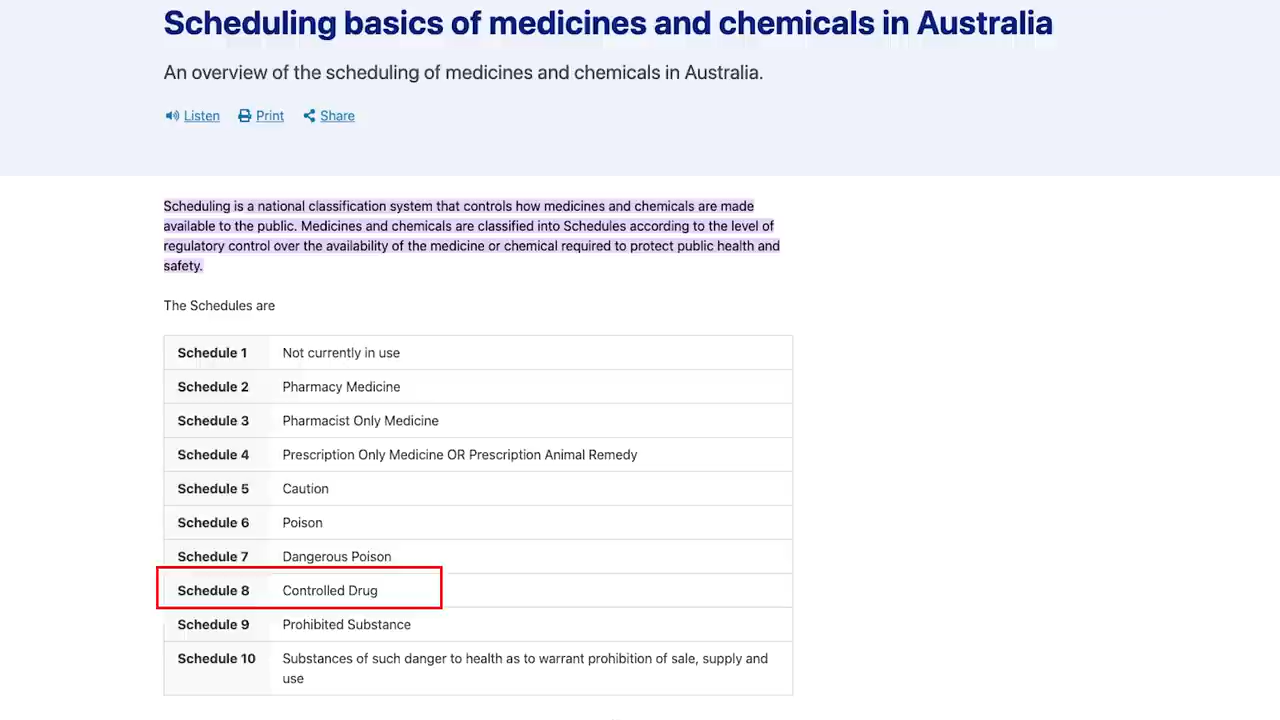 Scheduling basics of medicines and chemicals in Australia
An overview of the scheduling of medicines and chemicals in Australia.
Listen Print Share
Scheduling is a national classification system that controls how medicines and chemicals are made
available to the public. Medicines and chemicals are classified into Schedules according to the level of
regulatory control over the availability of the medicine or chemical required to protect public health and
safety.
The Schedules are
Schedule 1 Not currently in use
Schedule 2 Pharmacy Medicine
Schedule 3 Pharmacist Only Medicine
Schedule 4 Prescription Only Medicine OR Prescription Animal Remedy
Schedule 5 Caution
Schedule 6 Poison
Schedule 7 Dangerous Poison
Schedule 8 Controlled Drug
Schedule 9 Prohibited Substance
Schedule 10 Substances of such danger to health as to warrant prohibition of sale, supply and
use